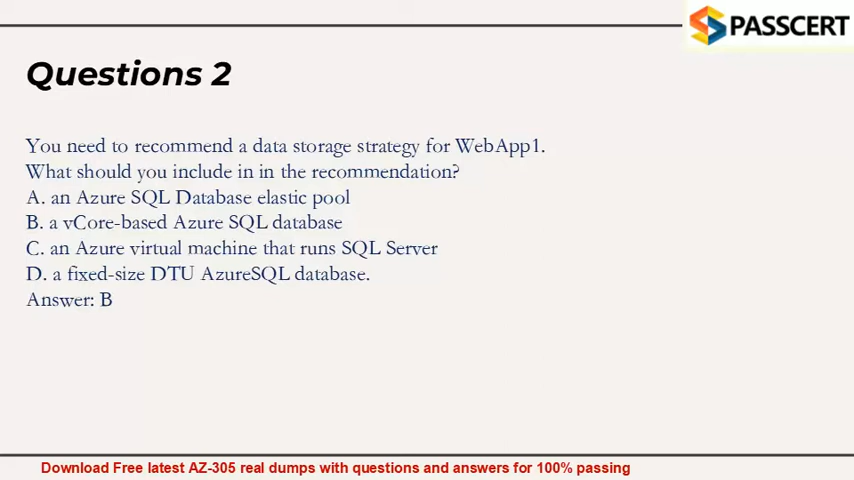 PASSCERT
Questions 2
You need to recommend a data storage strategy for WebApp1.
What should you include in in the recommendation?
A. an Azure SQL Database elastic pool
B. a vCore-based Azure SQL database
C. an Azure virtual machine that runs SQL Server
D. a fixed-size DTU AzureSQL database.
Answer: B
Download Free latest AZ-305 real dumps with questions and answers for 100% passing